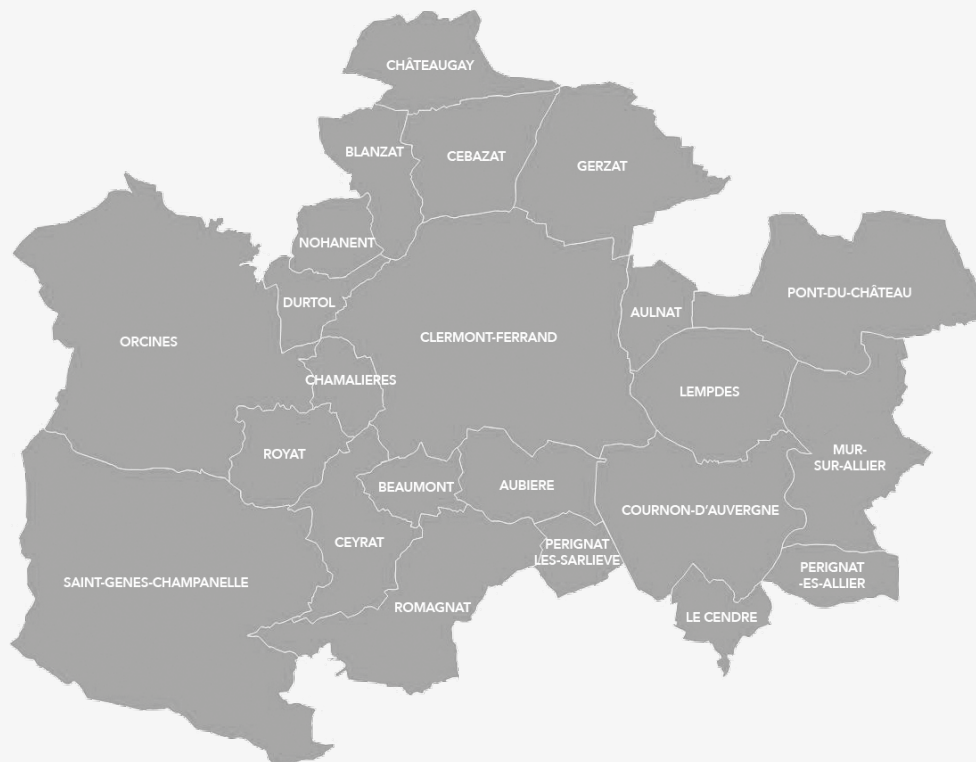 CHÂTEAUGAY
BLANZAT
CEBAZAT
GERZAT
NOHANENT
DURTOL
PONT-DU-CHÂTEAU
AULNAT
ORCINES
CLERMONT-FERRAND
CHAMALIERES
LEMPDES
ROYAT
MUR-
SUR-ALLIER
BEAUMONT
AUBIERE
COURNON-D'AUVERGNE
CEYRAT
PERIGNAT
LES-SARLIEVE
PERIGNAT
-ES-ALLIER
SAINT-GENES-CHAMPANELLE
ROMAGNAT
LE CENDRE